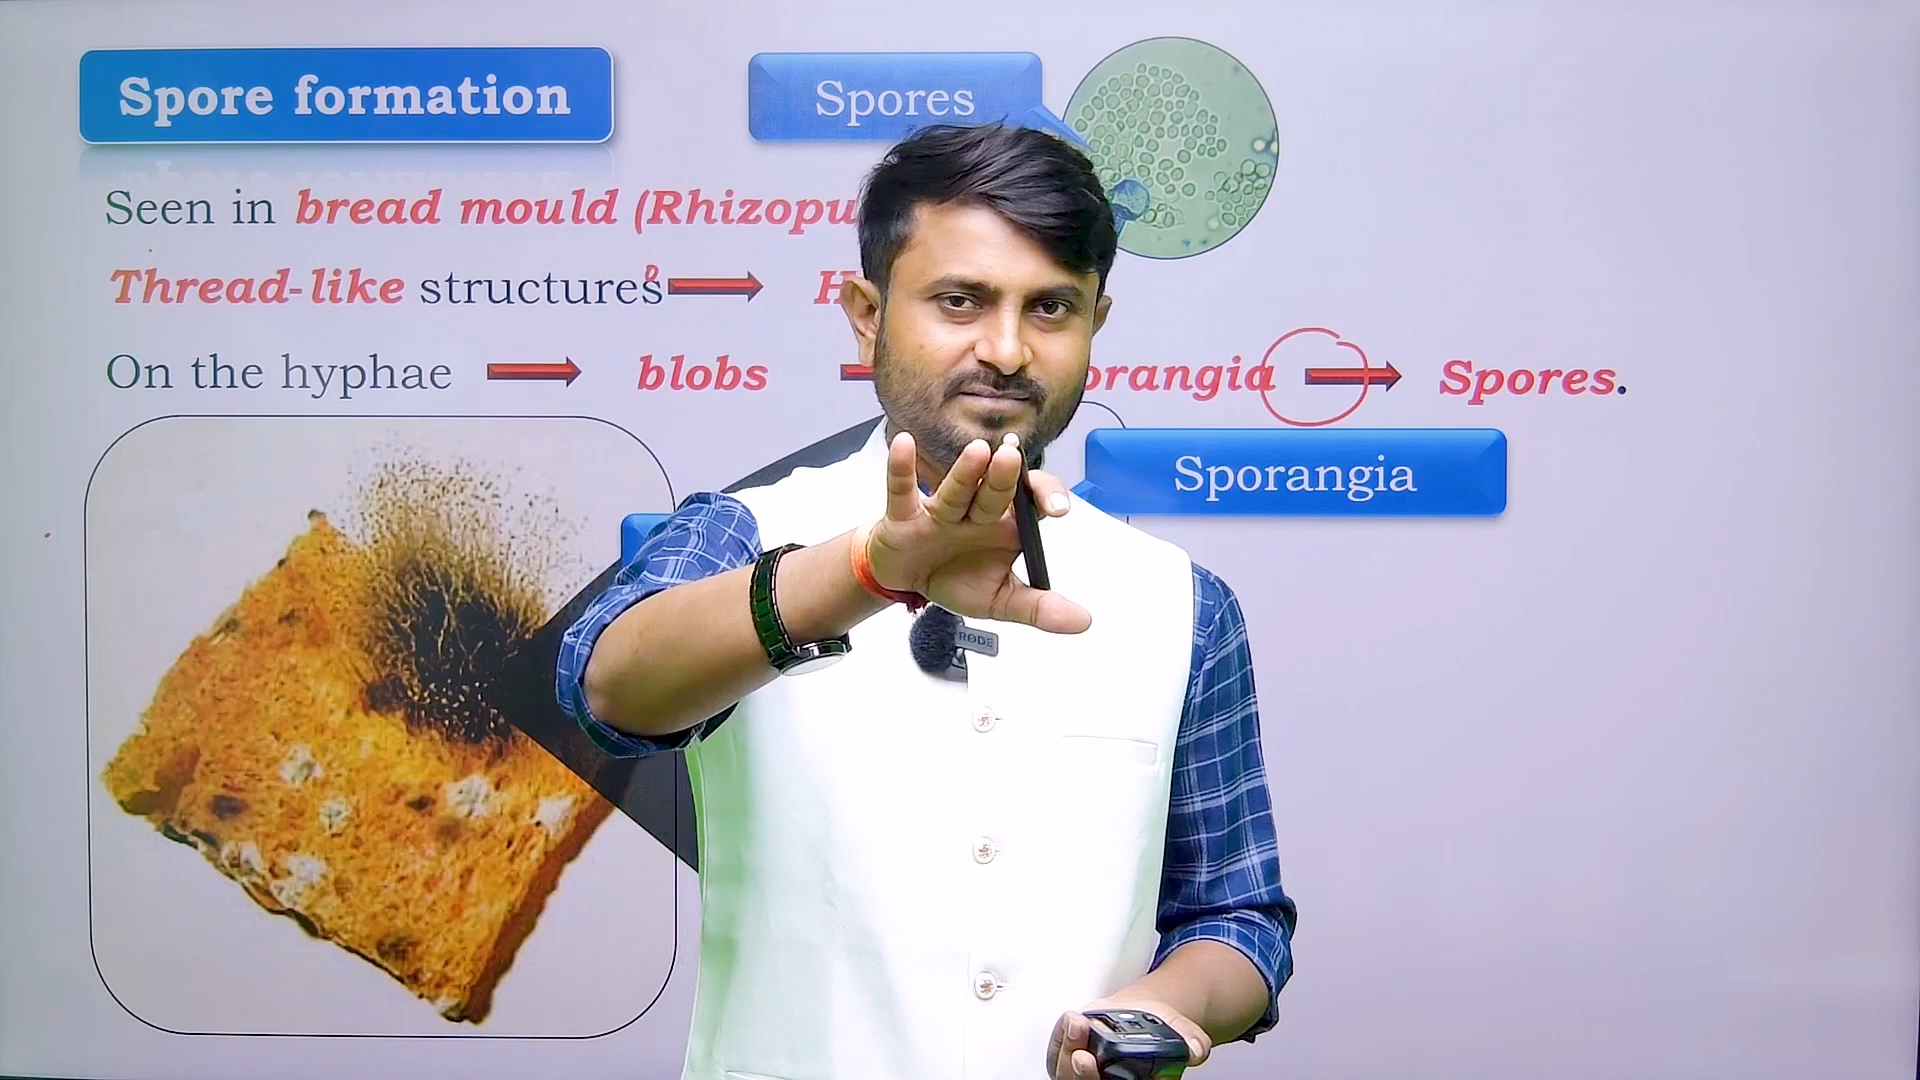 Spore formation
Spores
Seen in bread mould (Rhizopu
Thread-like structures H
On the hyphae blobs orangia Spores.
Sporangia
RØDE